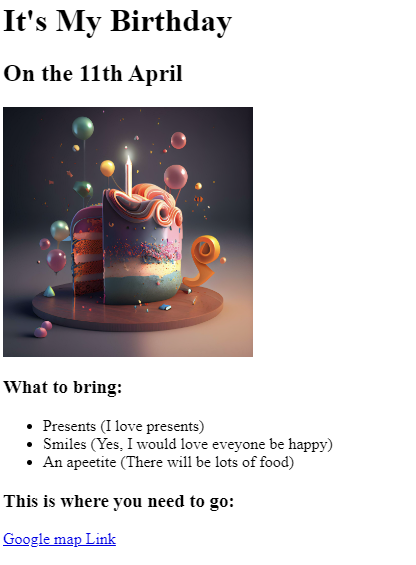 It's My Birthday
On the 11th April
What to bring:
Presents (I love presents)
Smiles (Yes, I would love eveyone be happy)
An apeetite (There will be lots of food)
This is where you need to go:
Google map Link